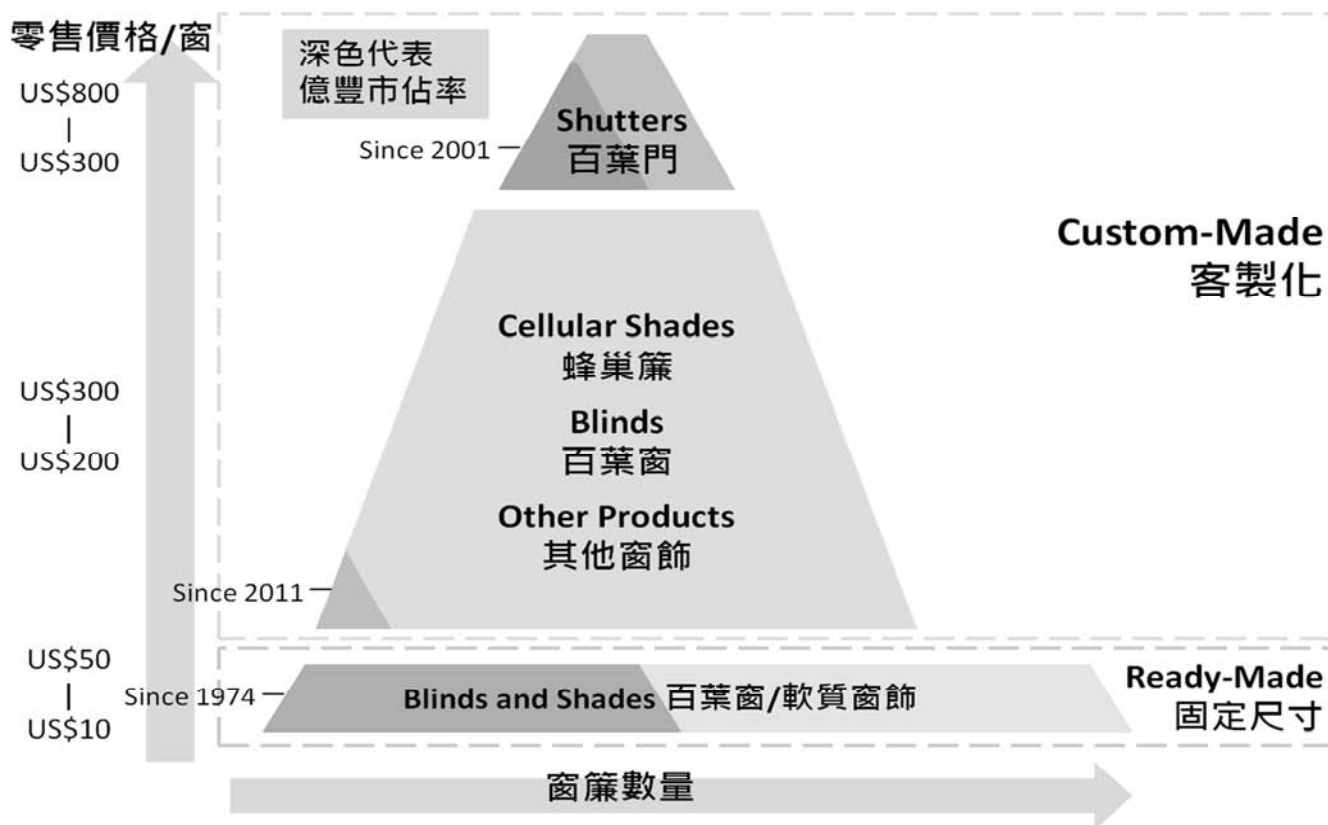 零售價格/窗
US$800
|
US$300
深色代表
億豐市佔率
Since 2001
Shutters
百葉門
Custom-Made
客製化
US$300
|
US$200
Cellular Shades
蜂巢簾
Blinds
百葉窗
Other Products
其他窗飾
Since 2011
US$50
|
US$10
Since 1974
Blinds and Shades 百葉窗/軟質窗飾
Ready-Made
固定尺寸
窗簾數量